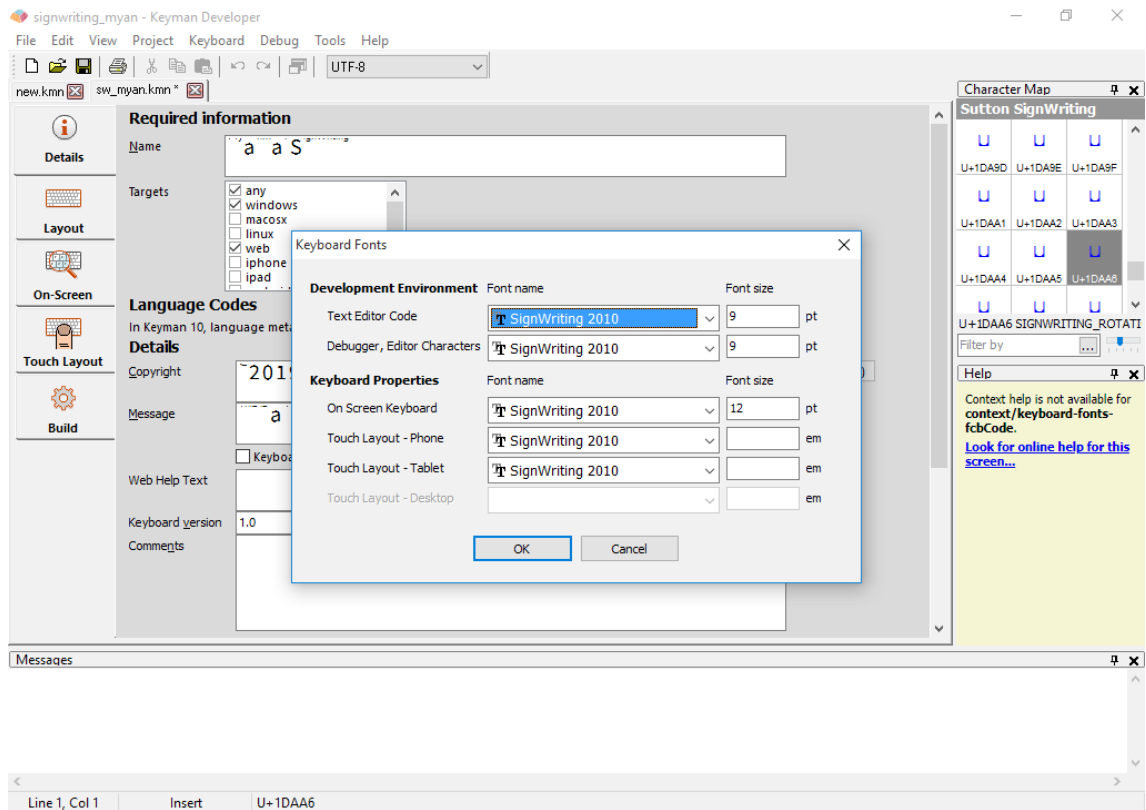 signwriting_myan - Keyman Developer
File Edit View Project Keyboard Debug Tools Help
UTF-8
new.kmn sw_myan.kmn *
Details
Layout
On-Screen
Touch Layout
Build
Required information
Name
a a S
Targets
any
windows
macosx
linux
web
iphone
ipad
Language Codes
In Keyman 10, language meta
Details
Copyright
201
Message
a
Keyboa
Web Help Text
Keyboard version 1.0
Comments
Keyboard Fonts
Development Environment Font name Font size
Text Editor Code SignWriting 2010 9 pt
Debugger, Editor Characters SignWriting 2010 9 pt
Keyboard Properties Font name Font size
On Screen Keyboard SignWriting 2010 12 pt
Touch Layout - Phone SignWriting 2010 em
Touch Layout - Tablet SignWriting 2010 em
Touch Layout - Desktop em
OK Cancel
Character Map
Sutton SignWriting
U+1DA9D U+1DA9E U+1DA9F
U+1DAA1 U+1DAA2 U+1DAA3
U+1DAA4 U+1DAA5 U+1DAA6
U+1DAA6 SIGNWRITING_ROTATI
Filter by ...
Help
Context help is not available for
context/keyboard-fonts-
fcbCode.
Look for online help for this
screen...
Messages
Line 1, Col 1 Insert U+1DAA6